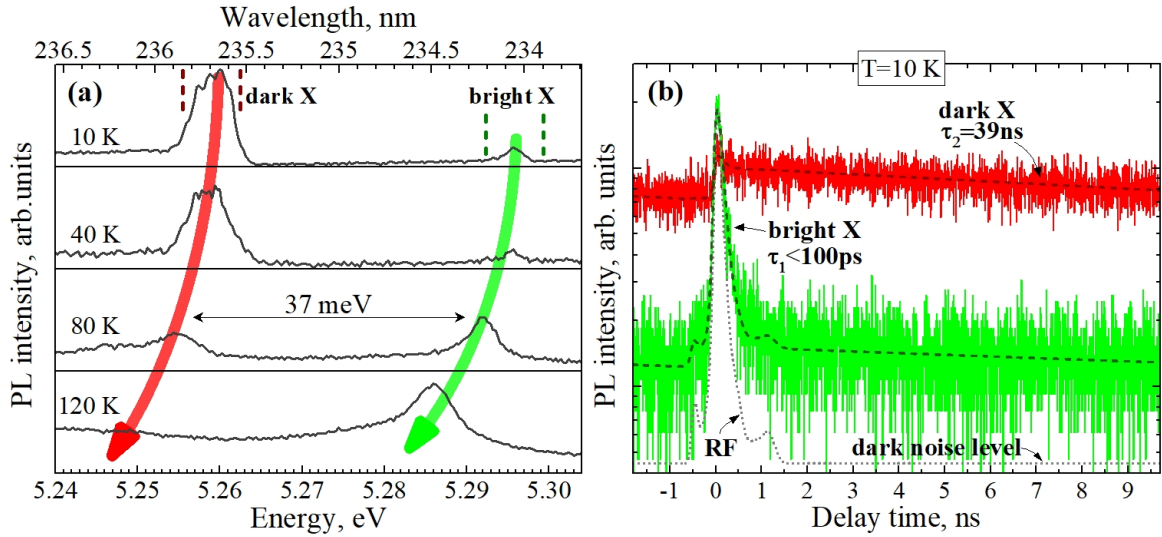 Wavelength, nm
236.5 236 235.5 235 234.5 234
(a)
dark X
bright X
10 K
40 K
37 meV
80 K
120 K
PL intensity, arb.units
5.24 5.25 5.26 5.27 5.28 5.29 5.30
Energy, eV
T=10 K
(b)
dark X
τ2=39ns
bright X
τ1<100ps
RF
dark noise level
PL intensity, arb. units
-1 0 1 2 3 4 5 6 7 8 9
Delay time, ns